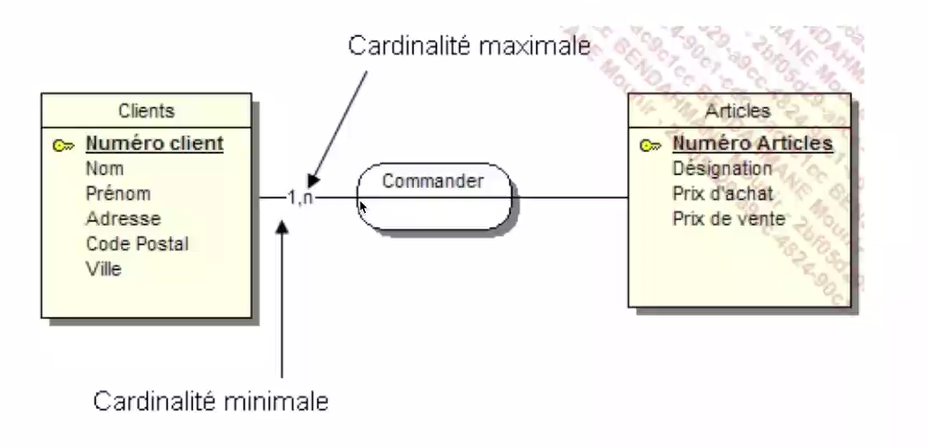 Cardinalité maximale
Clients
Numéro client
Nom
Prénom
Adresse
Code Postal
Ville
1,n
Commander
Articles
Numéro Articles
Désignation
Prix d'achat
Prix de vente
Cardinalité minimale